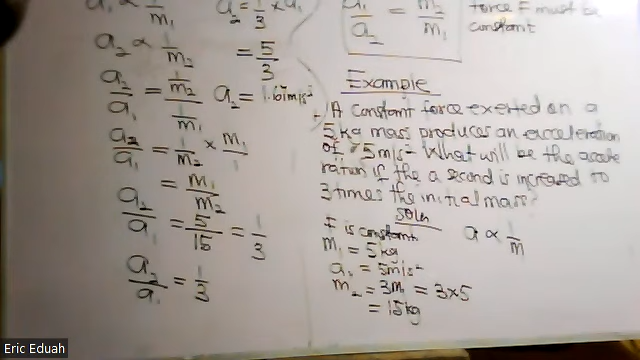 a₁ ∝ 1/m₁
a₂ = 1/3 × a₁
a₂ ∝ 1/m₂
= 5/3
a₂/a₁ = (1/m₂)/(1/m₁)
a₂ = 1.67m/s²
a₂/a₁ = 1/m₂ × m₁/1
= m₁/m₂
a₂/a₁ = 5/15 = 1/3
a₂/a₁ = 1/3
a₁/a₂ = m₂/m₁
force F must be
constant
Example
A constant force exerted on a
5kg mass produces an acceleration
of 5m/s² What will be the accele
ration if the a second is increased to
3 times the initial mass?
Soln
F is constant
a ∝ 1/m
m₁ = 5kg
a₁ = 5m/s²
m₂ = 3m₁ = 3×5
= 15kg
Eric Eduah